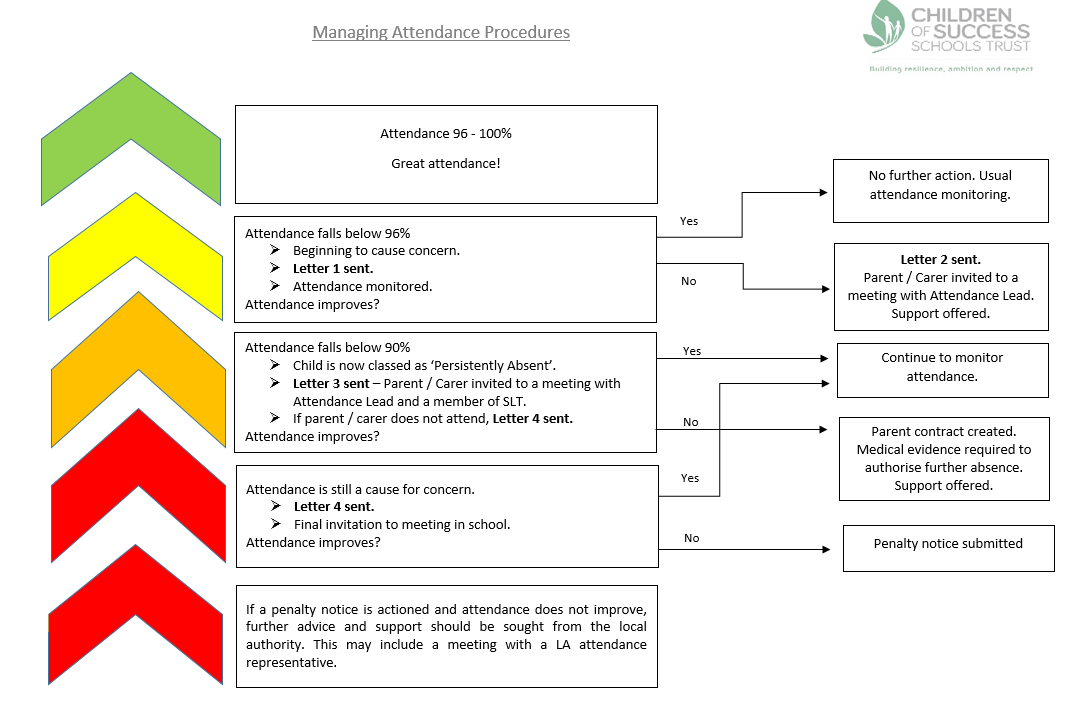 Managing Attendance Procedures
CHILDREN
OF SUCCESS
SCHOOLS TRUST
Building resilience, ambition and respect
Attendance 96 - 100%
Great attendance!
No further action. Usual
attendance monitoring.
Yes
Attendance falls below 96%
➢ Beginning to cause concern.
➢ Letter 1 sent.
➢ Attendance monitored.
Attendance improves?
No
Letter 2 sent.
Parent / Carer invited to a
meeting with Attendance Lead.
Support offered.
Attendance falls below 90%
➢ Child is now classed as ‘Persistently Absent’.
➢ Letter 3 sent – Parent / Carer invited to a meeting with
Attendance Lead and a member of SLT.
➢ If parent / carer does not attend, Letter 4 sent.
Attendance improves?
Yes
Continue to monitor
attendance.
No
Parent contract created.
Medical evidence required to
authorise further absence.
Support offered.
Attendance is still a cause for concern.
➢ Letter 4 sent.
➢ Final invitation to meeting in school.
Attendance improves?
Yes
No
Penalty notice submitted
If a penalty notice is actioned and attendance does not improve,
further advice and support should be sought from the local
authority. This may include a meeting with a LA attendance
representative.